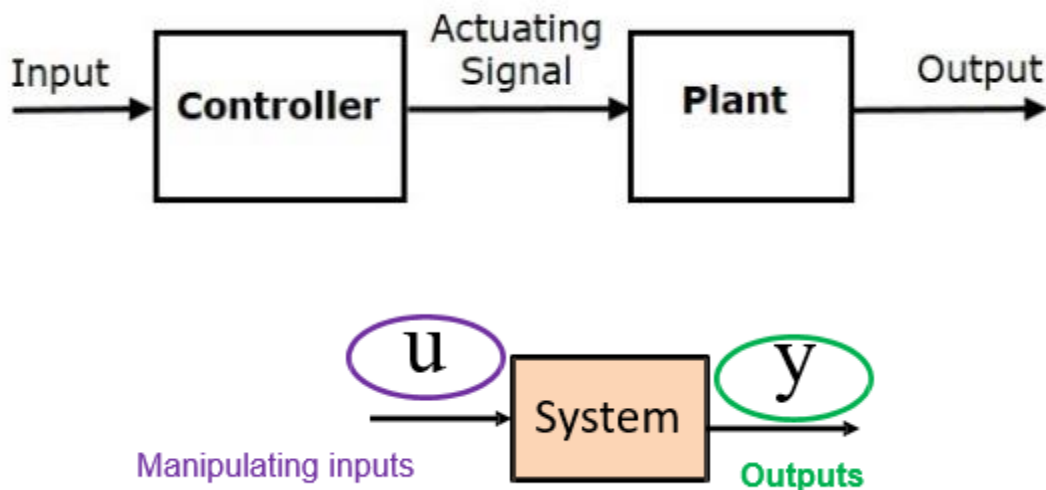 Input
Controller
Actuating
Signal
Plant
Output
u
System
y
Manipulating inputs
Outputs